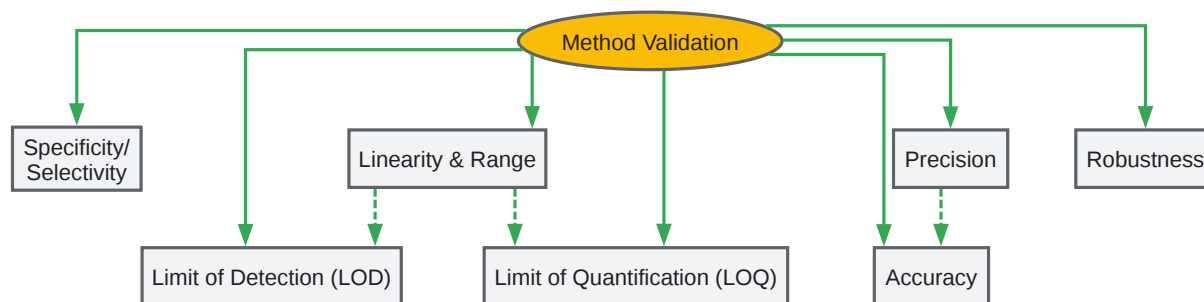 Method Validation
Specificity/
Selectivity
Linearity & Range
Precision
Robustness
Limit of Detection (LOD)
Limit of Quantification (LOQ)
Accuracy